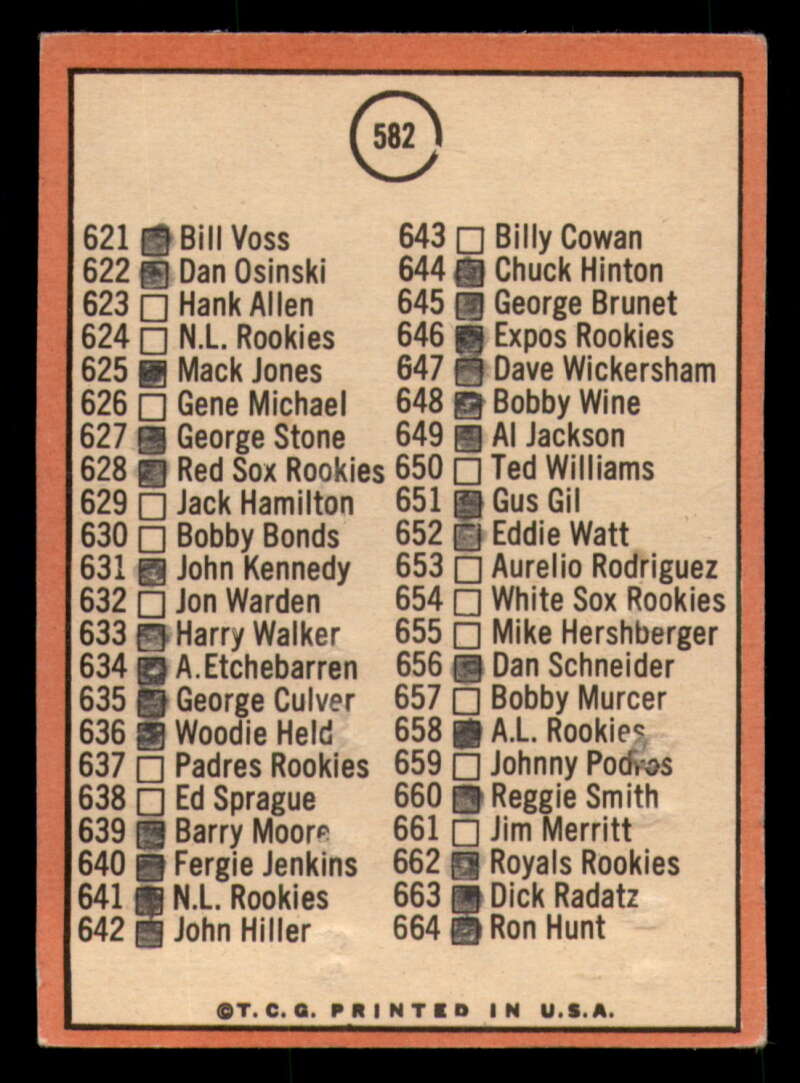 582
621 Bill Voss
622 Dan Osinski
623 Hank Allen
624 N.L. Rookies
625 Mack Jones
626 Gene Michael
627 George Stone
628 Red Sox Rookies
629 Jack Hamilton
630 Bobby Bonds
631 John Kennedy
632 Jon Warden
633 Harry Walker
634 A.Etchebarren
635 George Culver
636 Woodie Held
637 Padres Rookies
638 Ed Sprague
639 Barry Moore
640 Fergie Jenkins
641 N.L. Rookies
642 John Hiller
643 Billy Cowan
644 Chuck Hinton
645 George Brunet
646 Expos Rookies
647 Dave Wickersham
648 Bobby Wine
649 Al Jackson
650 Ted Williams
651 Gus Gil
652 Eddie Watt
653 Aurelio Rodriguez
654 White Sox Rookies
655 Mike Hershberger
656 Dan Schneider
657 Bobby Murcer
658 A.L. Rookies
659 Johnny Podres
660 Reggie Smith
661 Jim Merritt
662 Royals Rookies
663 Dick Radatz
664 Ron Hunt
©T.C.G. PRINTED IN U.S.A.